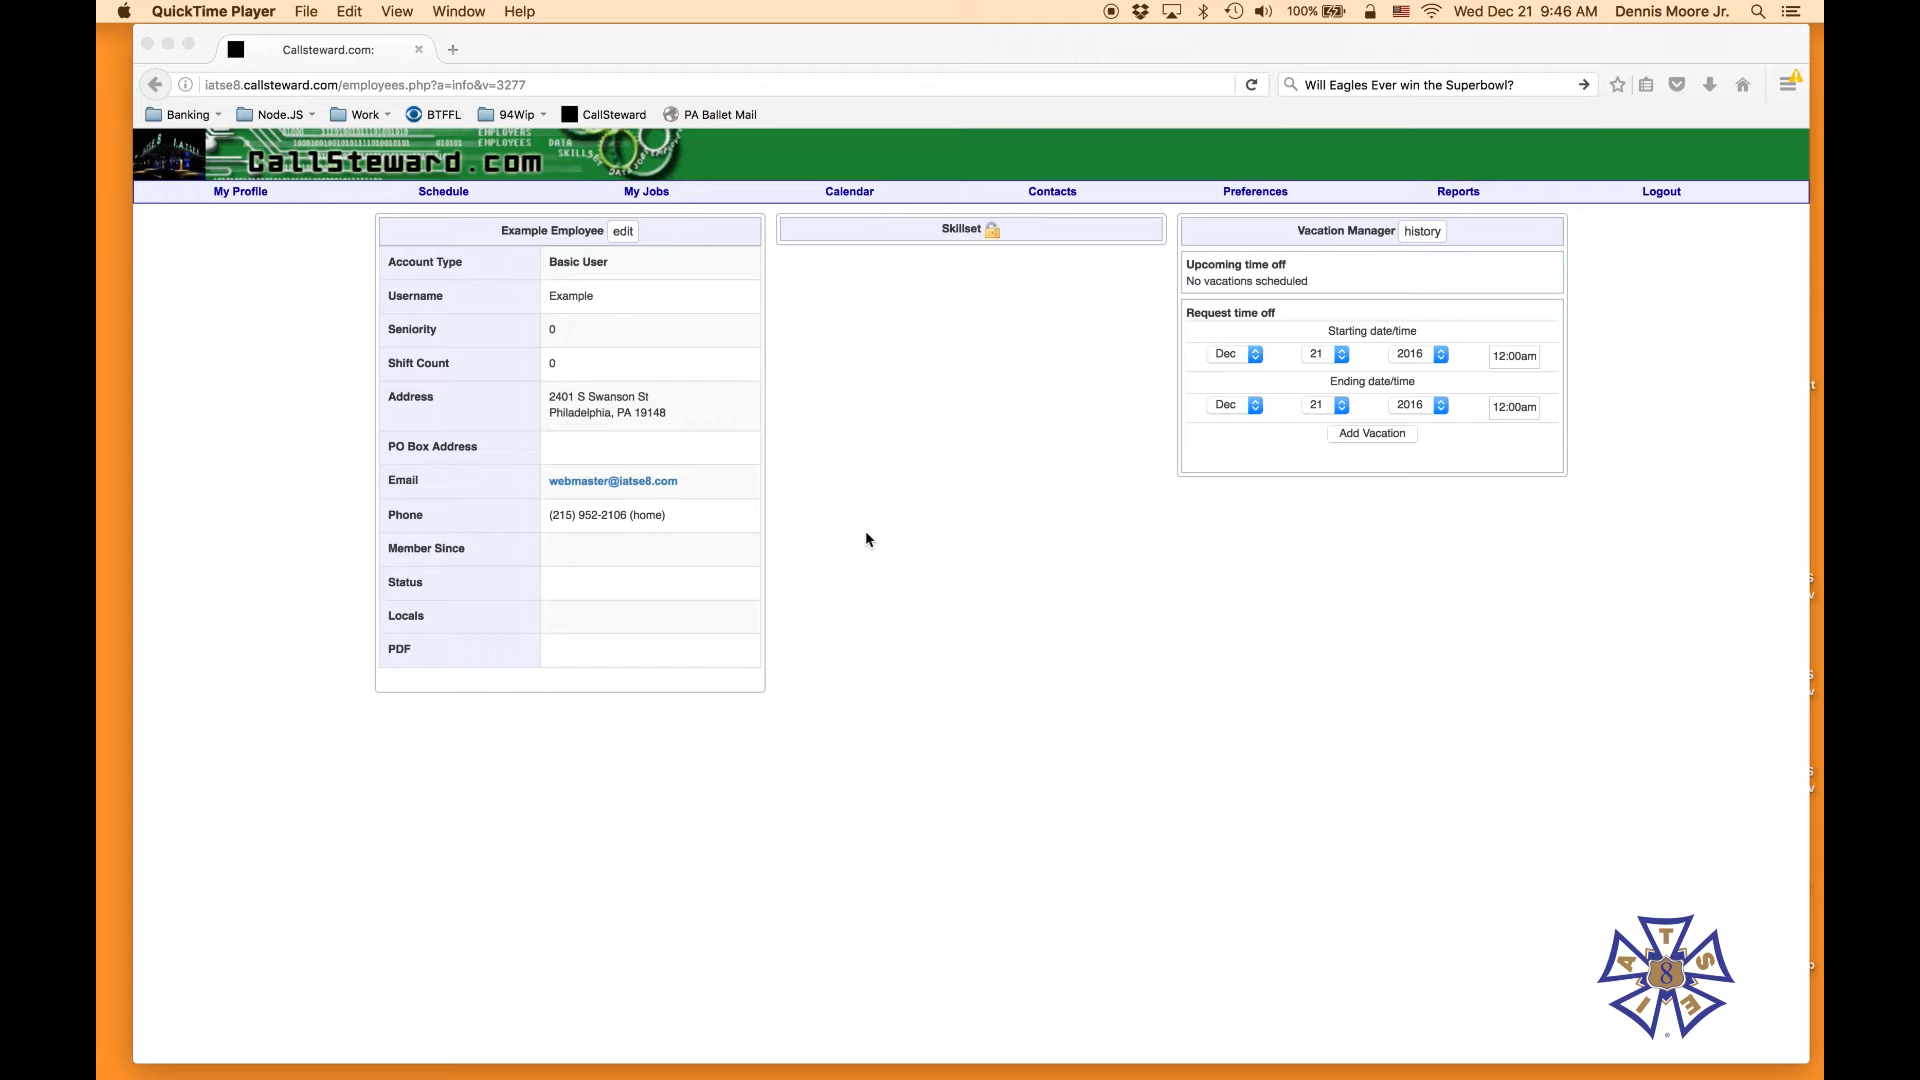 QuickTime Player File Edit View Window Help 100% Wed Dec 21 9:46 AM Dennis Moore Jr.
Callsteward.com:
iatse8.callsteward.com/employees.php?a=info&v=3277
Will Eagles Ever win the Superbowl?
Banking Node.JS Work BTFFL 94Wip CallSteward PA Ballet Mail
CallSteward.com
EMPLOYERS
EMPLOYEES DATA
SKILLS
My Profile Schedule My Jobs Calendar Contacts Preferences Reports Logout
Example Employee edit
Account Type Basic User
Username Example
Seniority 0
Shift Count 0
Address 2401 S Swanson St
Philadelphia, PA 19148
PO Box Address
Email webmaster@iatse8.com
Phone (215) 952-2106 (home)
Member Since
Status
Locals
PDF
Skillset
Vacation Manager history
Upcoming time off
No vacations scheduled
Request time off
Starting date/time
Dec 21 2016 12:00am
Ending date/time
Dec 21 2016 12:00am
Add Vacation
I A T S E
8